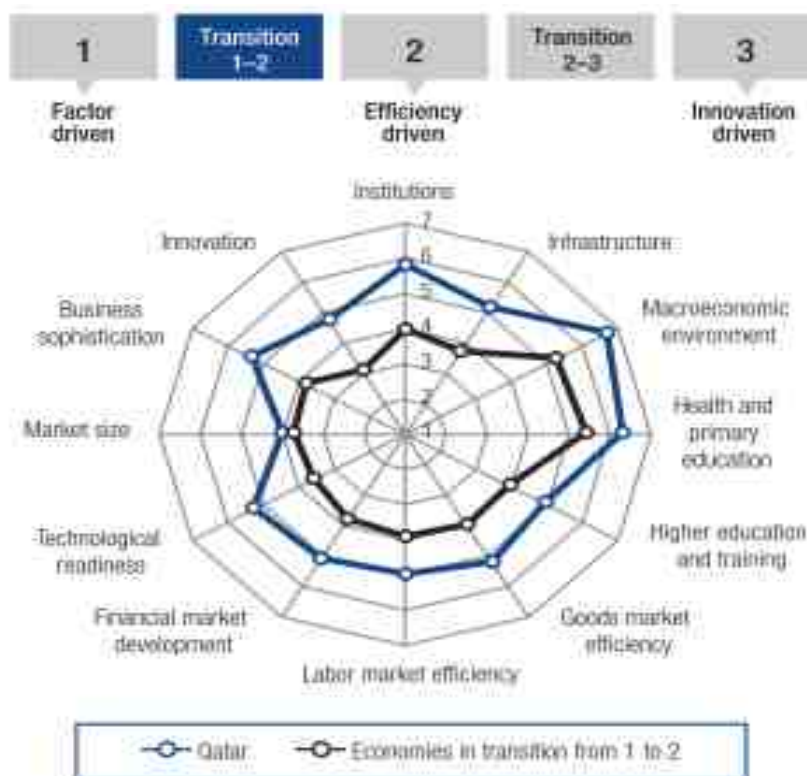 1
Transition
1–2
2
Transition
2–3
3
Factor
driven
Efficiency
driven
Innovation
driven
Institutions
Innovation
Infrastructure
7
6
5
4
3
2
1
Business
sophistication
Macroeconomic
environment
Market size
Health and
primary
education
Technological
readiness
Higher education
and training
Financial market
development
Goods market
efficiency
Labor market efficiency
Qatar
Economies in transition from 1 to 2